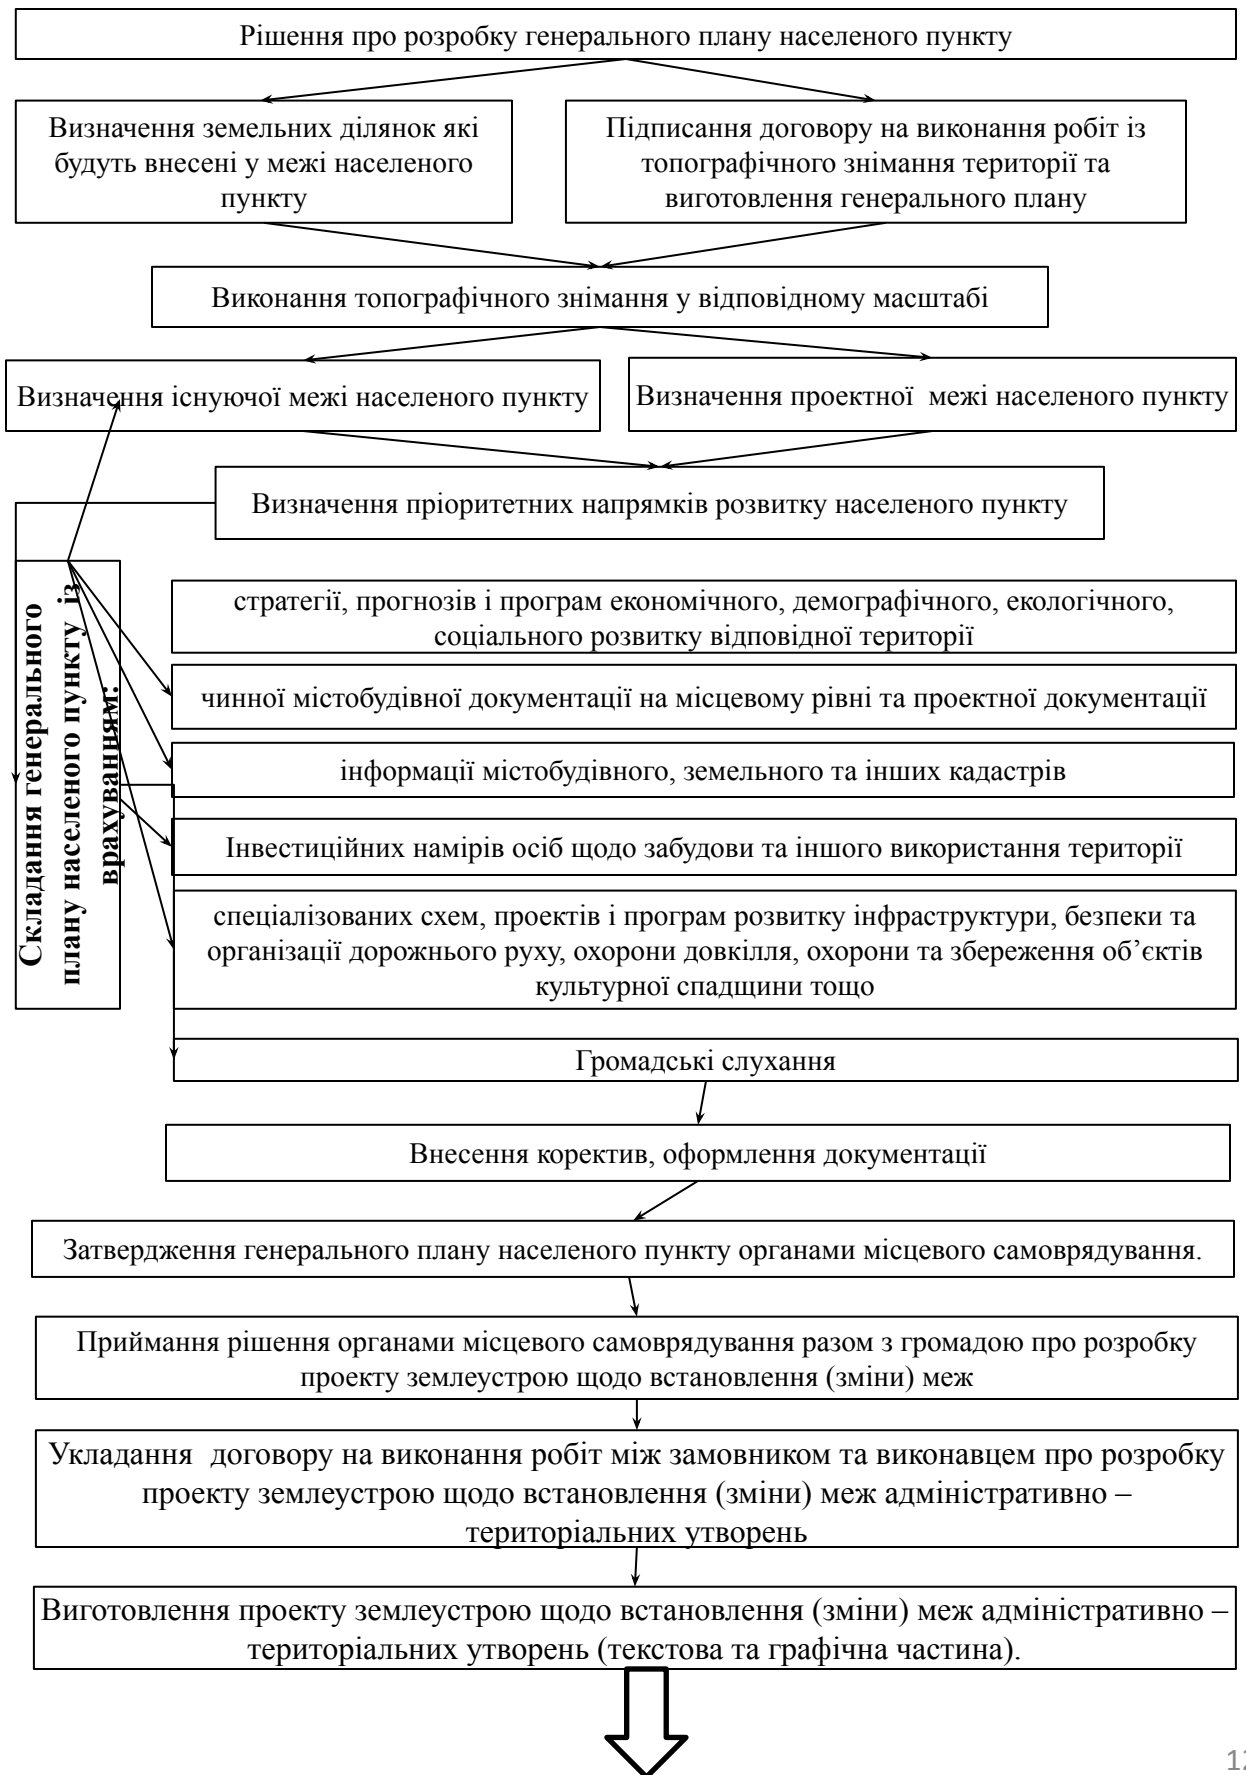 Рішення про розробку генерального плану населеного пункту
Визначення земельних ділянок які
будуть внесені у межі населеного
пункту
Підписання договору на виконання робіт із
топографічного знімання території та
виготовлення генерального плану
Виконання топографічного знімання у відповідному масштабі
Визначення існуючої межі населеного пункту
Визначення проектної межі населеного пункту
Визначення пріоритетних напрямків розвитку населеного пункту
Складання генерального
плану населеного пункту із
врахуванням:
стратегії, прогнозів і програм економічного, демографічного, екологічного,
соціального розвитку відповідної території
чинної містобудівної документації на місцевому рівні та проектної документації
інформації містобудівного, земельного та інших кадастрів
Інвестиційних намірів осіб щодо забудови та іншого використання території
спеціалізованих схем, проектів і програм розвитку інфраструктури, безпеки та
організації дорожнього руху, охорони довкілля, охорони та збереження об’єктів
культурної спадщини тощо
Громадські слухання
Внесення коректив, оформлення документації
Затвердження генерального плану населеного пункту органами місцевого самоврядування.
Приймання рішення органами місцевого самоврядування разом з громадою про розробку
проекту землеустрою щодо встановлення (зміни) меж
Укладання договору на виконання робіт між замовником та виконавцем про розробку
проекту землеустрою щодо встановлення (зміни) меж адміністративно –
територіальних утворень
Виготовлення проекту землеустрою щодо встановлення (зміни) меж адміністративно –
територіальних утворень (текстова та графічна частина).
12